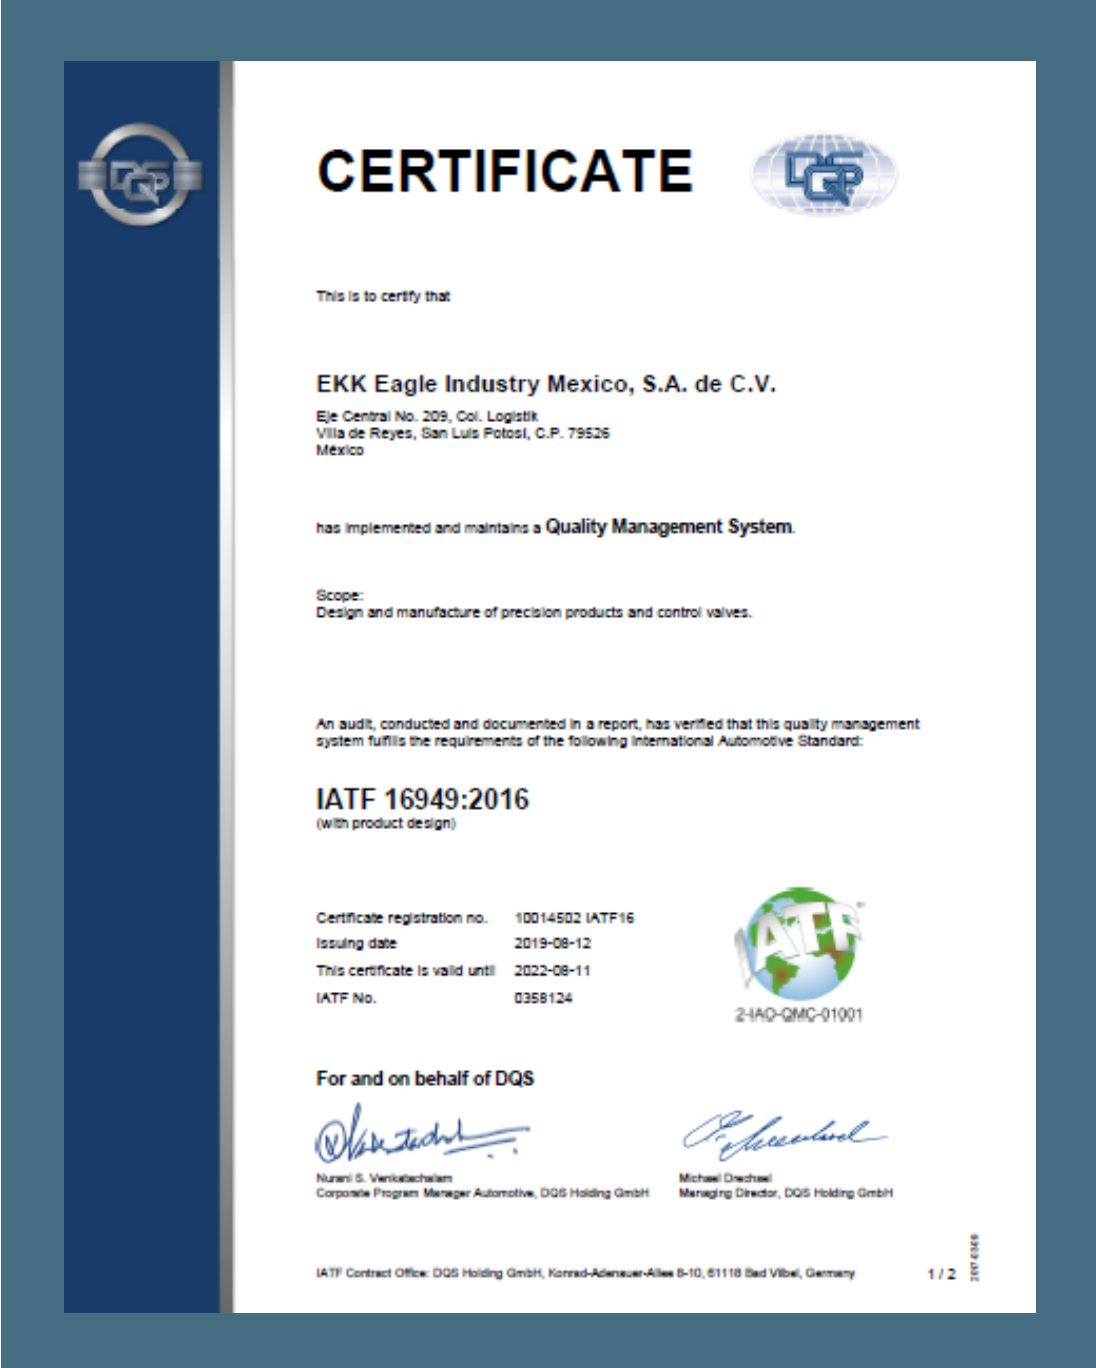 DQS
CERTIFICATE
DQS
This is to certify that
EKK Eagle Industry Mexico, S.A. de C.V.
Eje Central No. 209, Col. Logistik
Villa de Reyes, San Luis Potosí, C.P. 79526
México
has implemented and maintains a Quality Management System.
Scope:
Design and manufacture of precision products and control valves.
An audit, conducted and documented in a report, has verified that this quality management
system fulfills the requirements of the following International Automotive Standard:
IATF 16949:2016
(with product design)
Certificate registration no. 10014502 IATF16
Issuing date 2019-08-12
This certificate is valid until 2022-08-11
IATF No. 0358124
IATF
2-IAO-QMC-01001
For and on behalf of DQS
Nurani S. Venkatachalam
Corporate Program Manager Automotive, DQS Holding GmbH
Michael Drechsel
Managing Director, DQS Holding GmbH
IATF Contract Office: DQS Holding GmbH, Konrad-Adenauer-Allee 8-10, 61118 Bad Vilbel, Germany
1 / 2